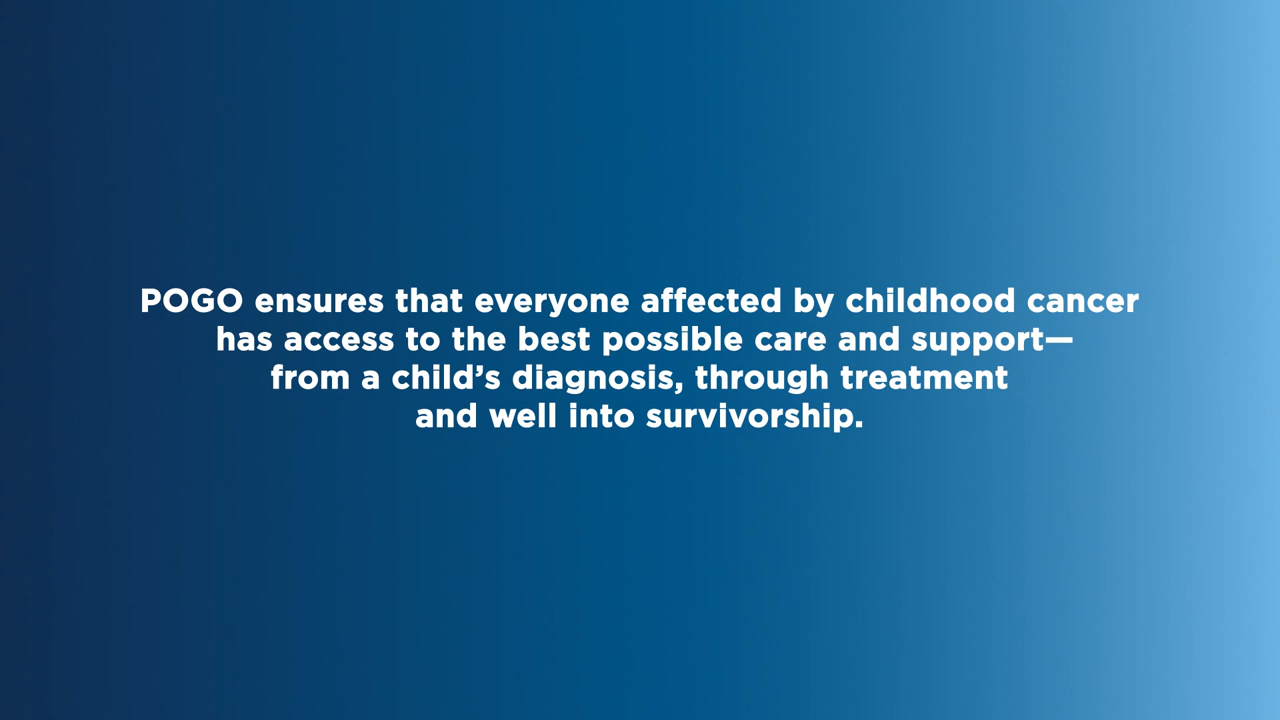 POGO ensures that everyone affected by childhood cancer
has access to the best possible care and support—
from a child’s diagnosis, through treatment
and well into survivorship.